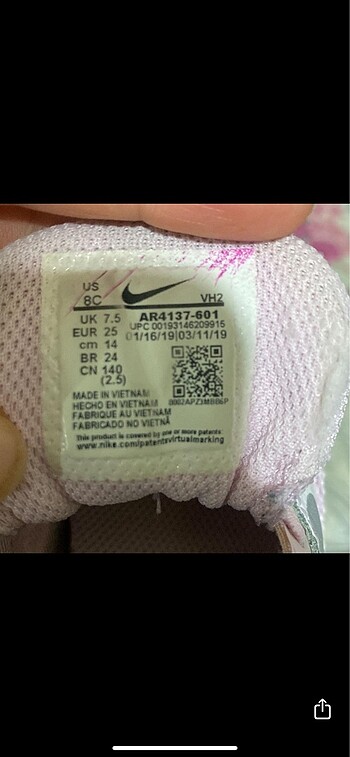 US
8C
VH2
UK 7.5
EUR 25
cm 14
BR 24
CN 140
(2.5)
AR4137-601
UPC 00193146209915
01/16/19|03/11/19
MADE IN VIETNAM
HECHO EN VIETNAM
FABRIQUE AU VIETNAM
FABRICADO NO VIETNÃ
This product is covered by one or more patents:
www.nike.com/patentsvirtualmarking